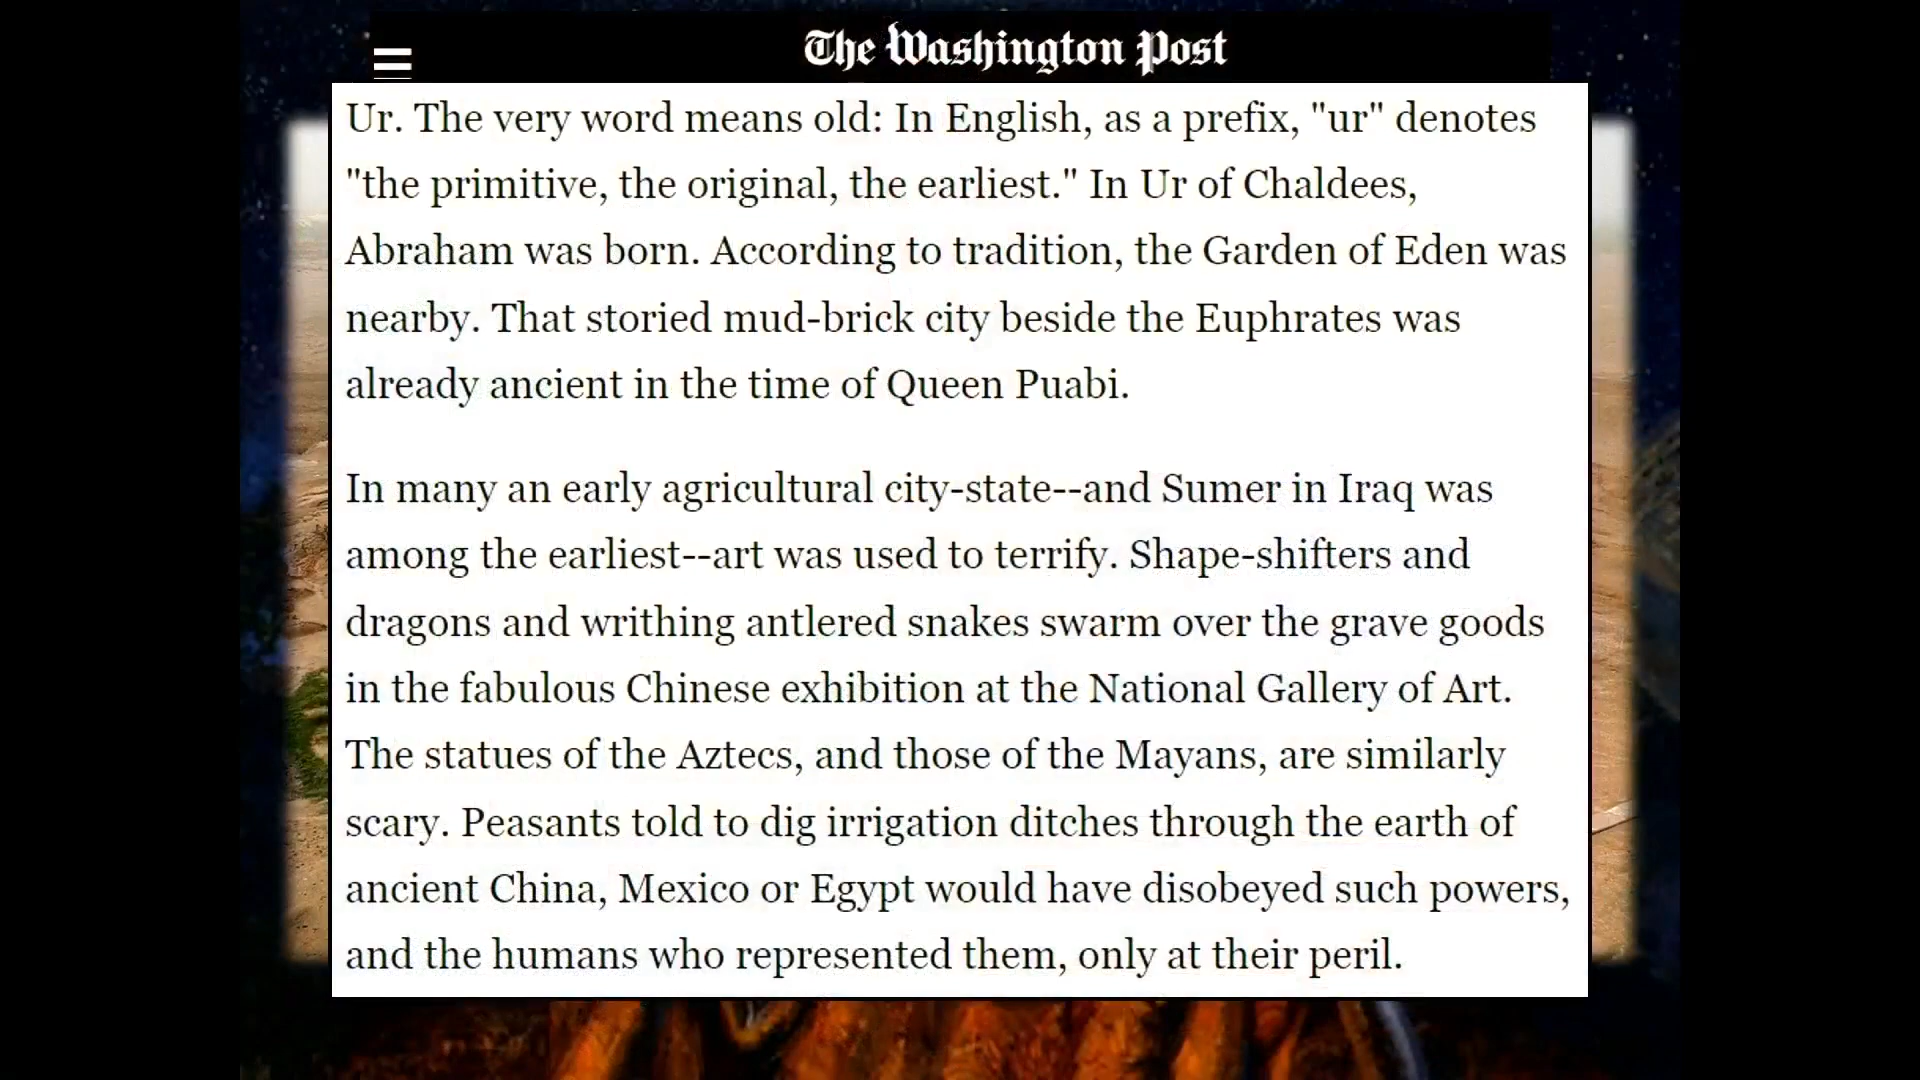 The Washington Post
Ur. The very word means old: In English, as a prefix, "ur" denotes
"the primitive, the original, the earliest." In Ur of Chaldees,
Abraham was born. According to tradition, the Garden of Eden was
nearby. That storied mud-brick city beside the Euphrates was
already ancient in the time of Queen Puabi.
In many an early agricultural city-state--and Sumer in Iraq was
among the earliest--art was used to terrify. Shape-shifters and
dragons and writhing antlered snakes swarm over the grave goods
in the fabulous Chinese exhibition at the National Gallery of Art.
The statues of the Aztecs, and those of the Mayans, are similarly
scary. Peasants told to dig irrigation ditches through the earth of
ancient China, Mexico or Egypt would have disobeyed such powers,
and the humans who represented them, only at their peril.